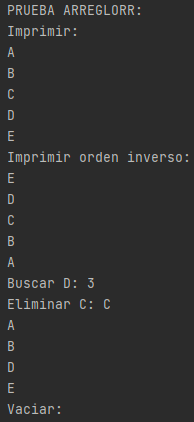 PRUEBA ARREGLORR:
Imprimir:
A
B
C
D
E
Imprimir orden inverso:
E
D
C
B
A
Buscar D: 3
Eliminar C: C
A
B
D
E
Vaciar: